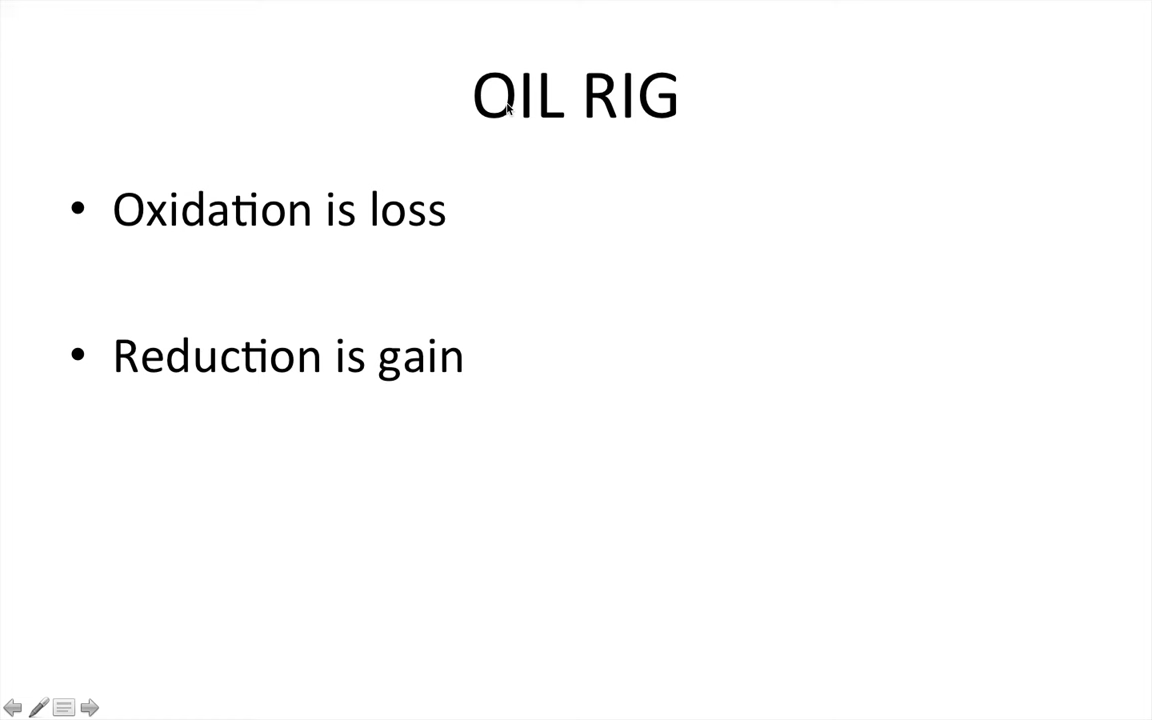 OIL RIG
• Oxidation is loss
• Reduction is gain